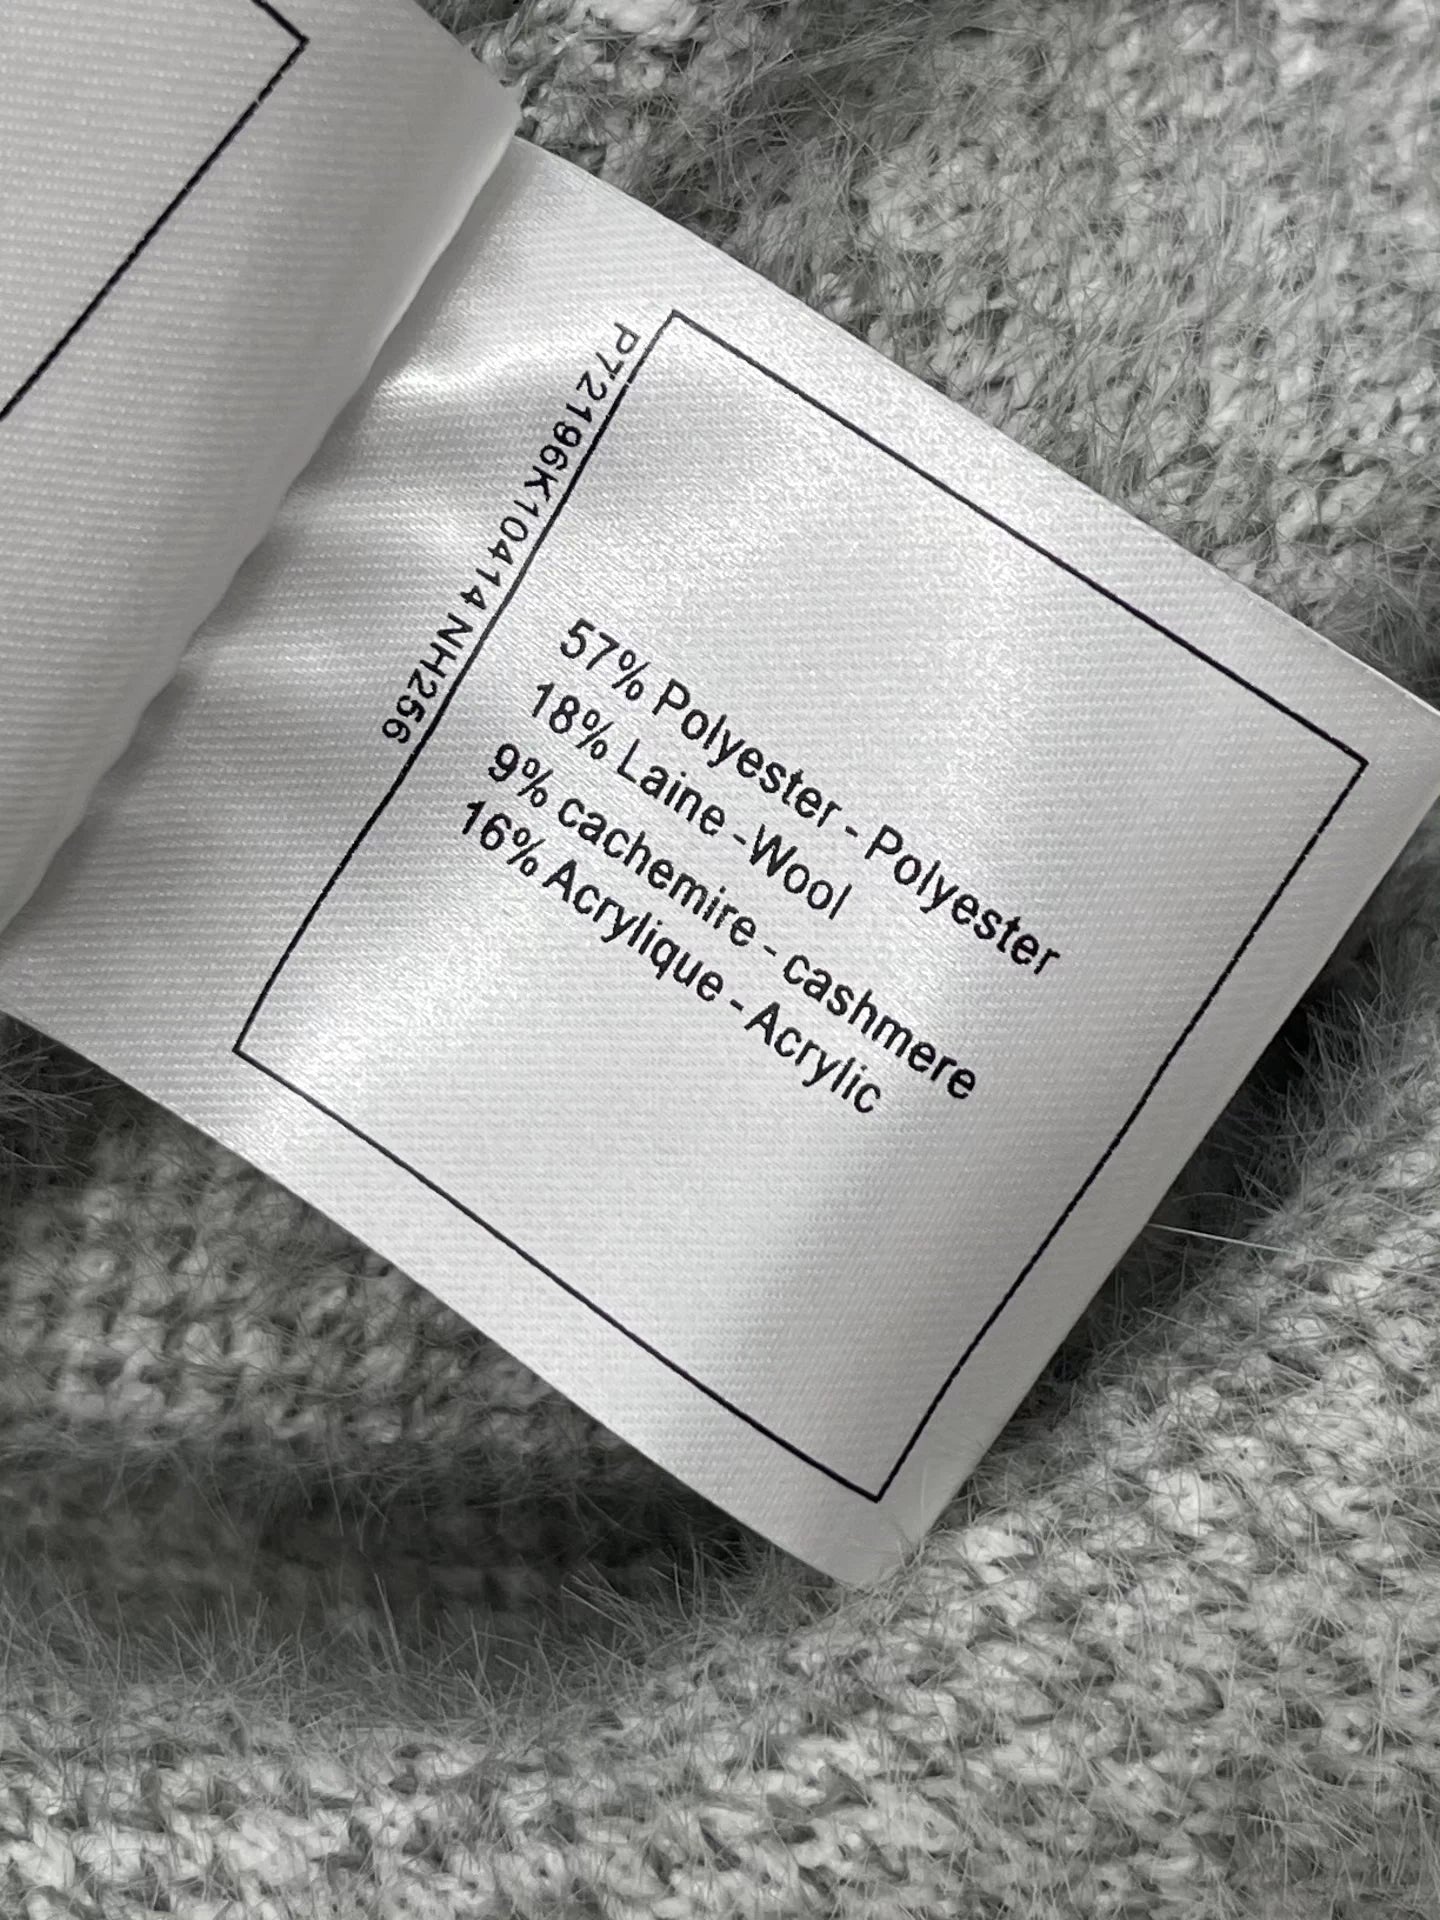 P72196K10414 NH256
57% Polyester - Polyester
18% Laine -Wool
9% cachemire - cashmere
16% Acrylique - Acrylic